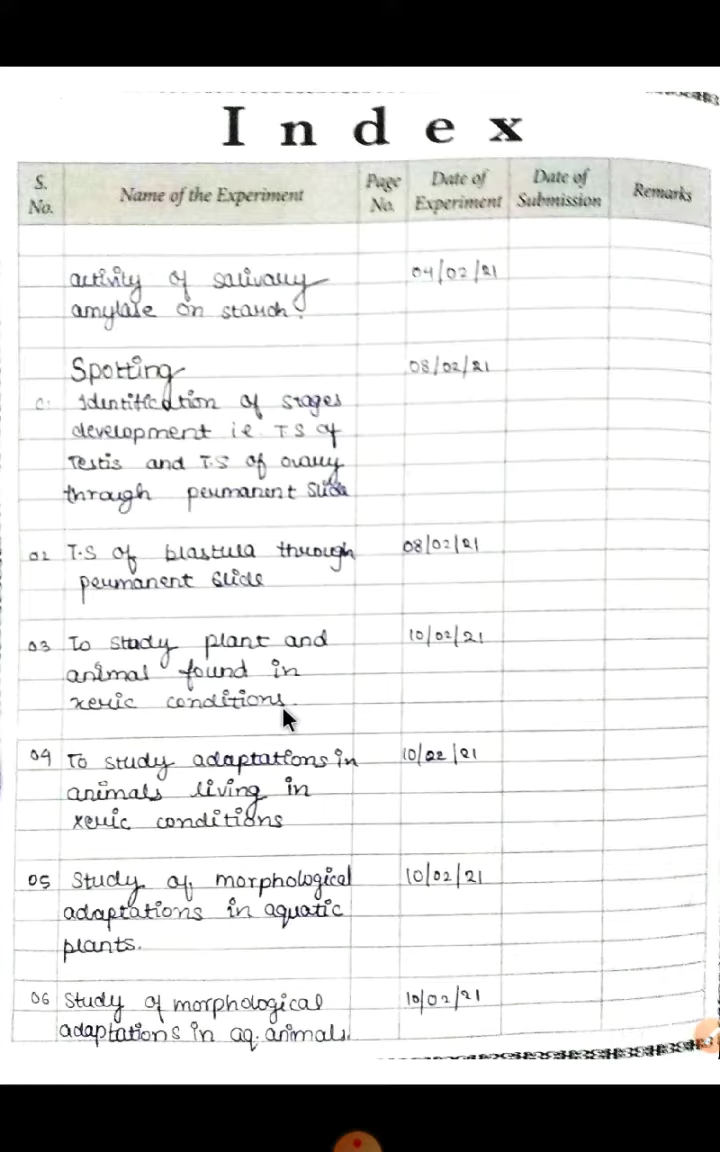 Index
S. No. Name of the Experiment Page No. Date of Experiment Date of Submission Remarks
activity of salivary 04/02/21
amylase on starch.
Spotting 08/02/21
Identification of stages
development i.e T.S of
Testis and T.S of ovary
through permanent slide
02 T.S of blastula through 08/02/21
permanent slide
03 To study plant and 10/02/21
animal found in
xeric conditions.
04 To study adaptations in 10/02/21
animals living in
xeric conditions
05 Study of morphological 10/02/21
adaptations in aquatic
plants.
06 Study of morphological 10/02/21
adaptations in aq. animals.